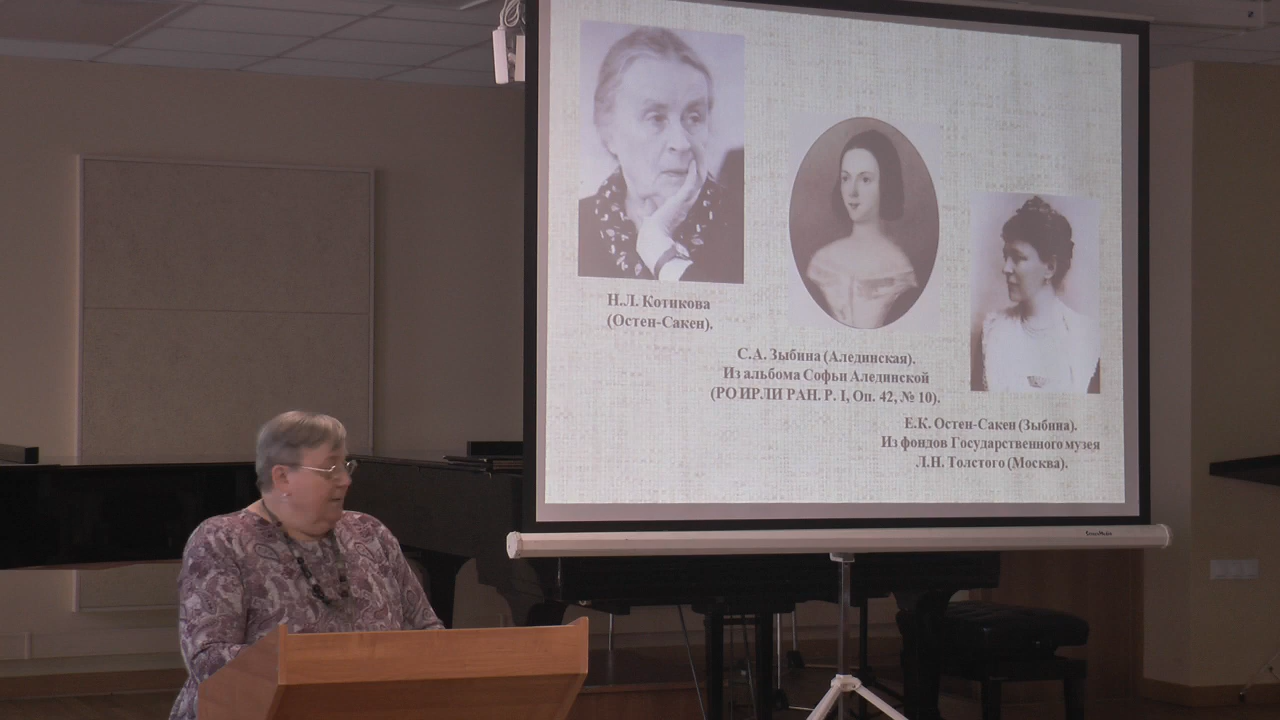 Н.Л. Котикова
(Остен-Сакен).
С.А. Зыбина (Алединская).
Из альбома Софьи Алединской
(РО ИРЛИ РАН. Р. I, Оп. 42, № 10).
Е.К. Остен-Сакен (Зыбина).
Из фондов Государственного музея
Л.Н. Толстого (Москва).